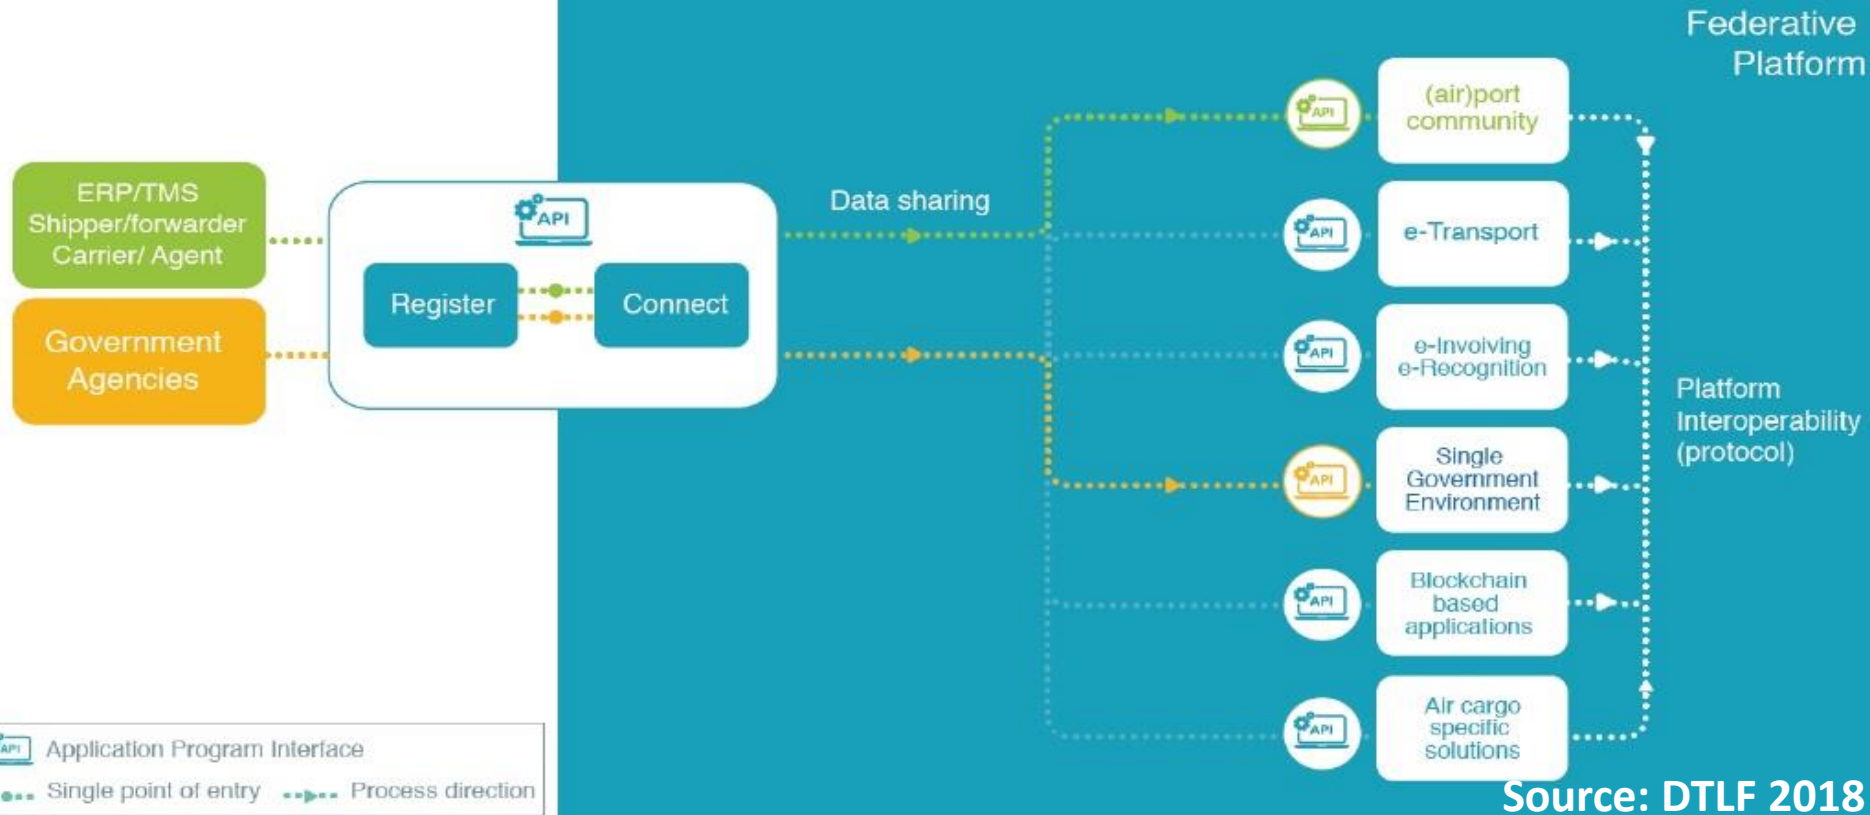 Federative
Platform
ERP/TMS
Shipper/forwarder
Carrier/ Agent
Government
Agencies
API
Register
Connect
Data sharing
API
(air)port
community
API
e-Transport
API
e-Involving
e-Recognition
API
Single
Government
Environment
API
Blockchain
based
applications
API
Air cargo
specific
solutions
Platform
Interoperability
(protocol)
API
Application Program Interface
Single point of entry
Process direction
Source: DTLF 2018